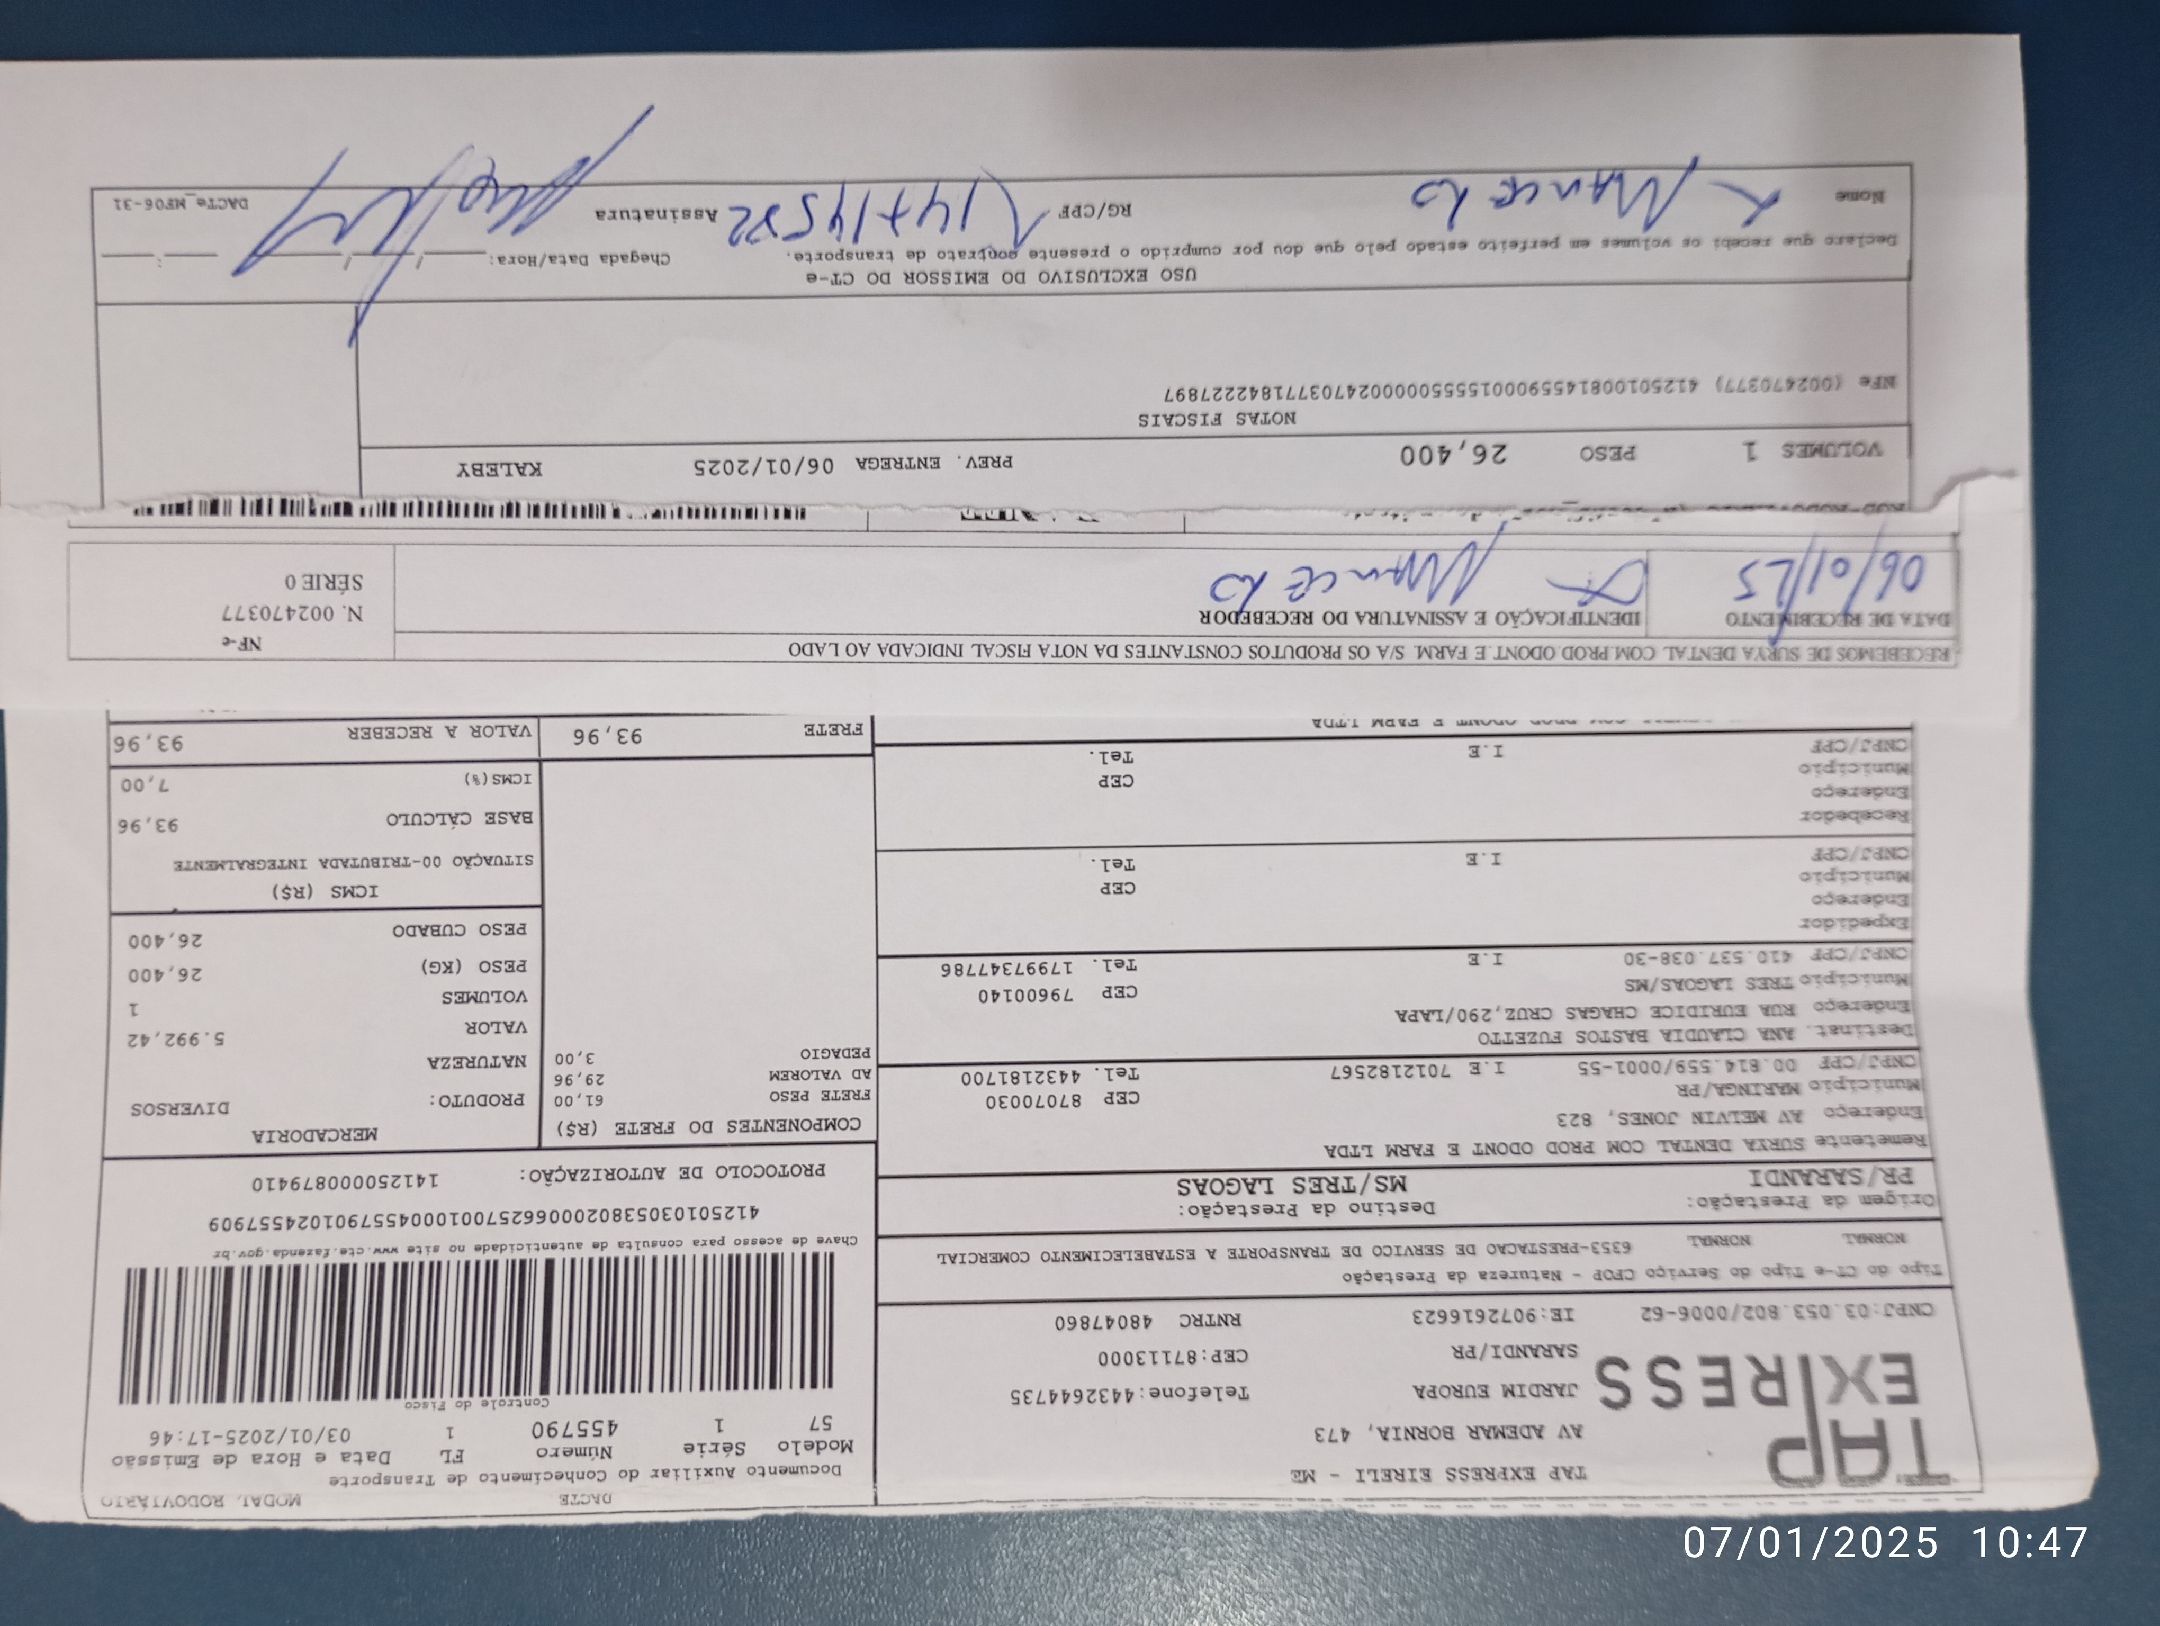 DACTE MODAL RODOVIÁRIO
TAP EXPRESS
TAP EXPRESS EIRELI - ME
AV ADEMAR BORNIA, 473
JARDIM EUROPA Telefone:4432644735
SARANDI/PR CEP:87113000
CNPJ:03.053.802/0006-62 IE:9072616623 RNTRC 48047860
Documento Auxiliar do Conhecimento de Transporte
Modelo Série Número FL Data e Hora de Emissão
57 1 455790 1 03/01/2025-17:46
Controle do Fisco
Tipo do CT-e Tipo do Serviço CFOP - Natureza da Prestação
NORMAL NORMAL 6353-PRESTACAO DE SERVICO DE TRANSPORTE A ESTABELECIMENTO COMERCIAL
Chave de acesso para consulta de autenticidade no site www.cte.fazenda.gov.br
41250103053802000662570010004557901024557909
Origem da Prestação: Destino da Prestação:
PR/SARANDI MS/TRES LAGOAS
PROTOCOLO DE AUTORIZAÇÃO: 141250000879410
Remetente SURYA DENTAL COM PROD ODONT E FARM LTDA
Endereço AV MELVIN JONES, 823
Município MARINGA/PR CEP 87070030
CNPJ/CPF 00.814.559/0001-55 I.E 7012182567 Tel. 4432181700
Destinat. ANA CLAUDIA BASTOS FUZETTO
Endereço RUA EURIDICE CHAGAS CRUZ,290/LAPA
Município TRES LAGOAS/MS CEP 79600140
CNPJ/CPF 410.537.038-30 I.E Tel. 17997347786
Expedidor
Endereço
Município CEP
CNPJ/CPF I.E Tel.
Recebedor
Endereço
Município CEP
CNPJ/CPF I.E Tel.
COMPONENTES DO FRETE (R$)
FRETE PESO 61,00
AD VALOREM 29,96
PEDAGIO 3,00
FRETE 93,96
MERCADORIA
PRODUTO: DIVERSOS
NATUREZA
VALOR 5.992,42
VOLUMES 1
PESO (KG) 26,400
PESO CUBADO 26,400
ICMS (R$)
SITUAÇÃO 00-TRIBUTADA INTEGRALMENTE
BASE CÁLCULO 93,96
ICMS(%) 7,00
VALOR A RECEBER 93,96
RECEBEMOS DE SURYA DENTAL COM.PROD ODONT.E FARM. S/A OS PRODUTOS CONSTANTES DA NOTA FISCAL INDICADA AO LADO
DATA DE RECEBIMENTO IDENTIFICAÇÃO E ASSINATURA DO RECEBEDOR
06/01/25 Marcelo
NF-e
N. 002470377
SÉRIE 0
VOLUMES 1 PESO 26,400 PREV. ENTREGA 06/01/2025 KALEBY
NOTAS FISCAIS
NFe (002470377) 41250100814559000155550000024703771842227897
USO EXCLUSIVO DO EMISSOR DO CT-e
Declaro que recebi os volumes em perfeito estado pelo que dou por cumprido o presente contrato de transporte. Chegada Data/Hora: / / :
Nome Marcelo RG/CPF Assinatura DACTe_MF06-31
07/01/2025 10:47